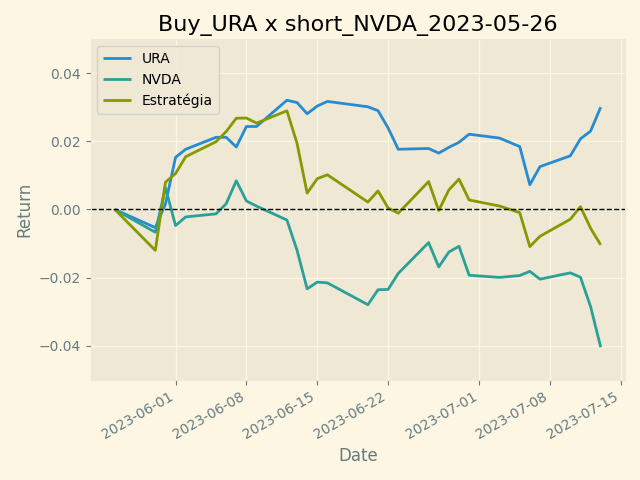 Buy_URA x short_NVDA_2023-05-26
URA
NVDA
Estratégia
0.04
0.02
0.00
−0.02
−0.04
Return
2023-06-01
2023-06-08
2023-06-15
2023-06-22
2023-07-01
2023-07-08
2023-07-15
Date